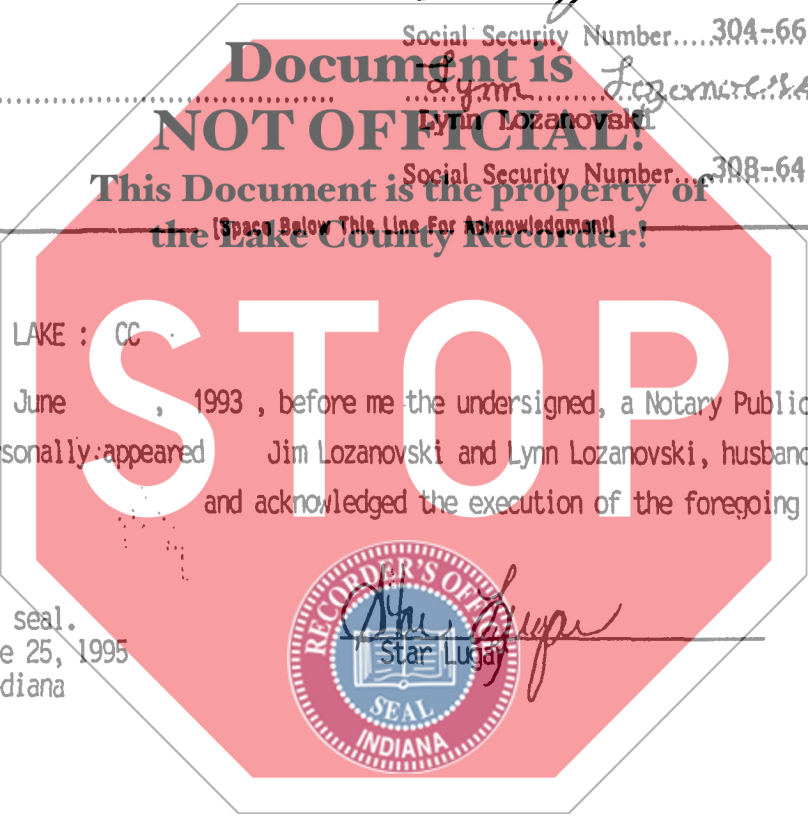 Social Security Number....304-66
Document is
Lynn
NOT OFFICIAL!
Lynn Lozanovski
Social Security Number...308-64
This Document is the property of
[Space Below This Line For Acknowledgment]
the Lake County Recorder!
LAKE : CC
STOP
June , 1993 , before me the undersigned, a Notary Public
sonally appeared Jim Lozanovski and Lynn Lozanovski, husband
and acknowledged the execution of the foregoing
RECORDER'S OFFICE
seal.
e 25, 1995
Star Lugar
diana
SEAL
INDIANA